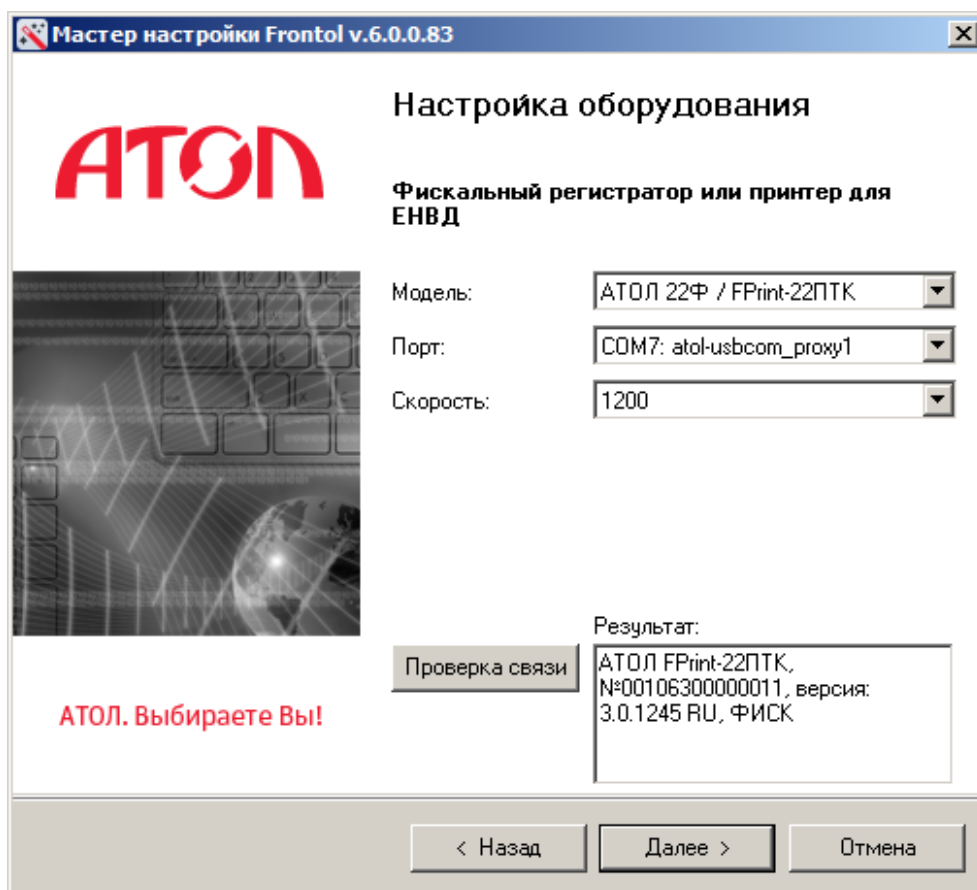 Мастер настройки Frontol v.6.0.0.83
АТОЛ
Настройка оборудования
Фискальный регистратор или принтер для
ЕНВД
Модель:
АТОЛ 22Ф / FPrint-22ПТК
Порт:
COM7: atol-usbcom_proxy1
Скорость:
1200
Результат:
Проверка связи
АТОЛ FPrint-22ПТК,
№00106300000011, версия:
3.0.1245 RU, ФИСК
АТОЛ. Выбираете Вы!
< Назад
Далее >
Отмена